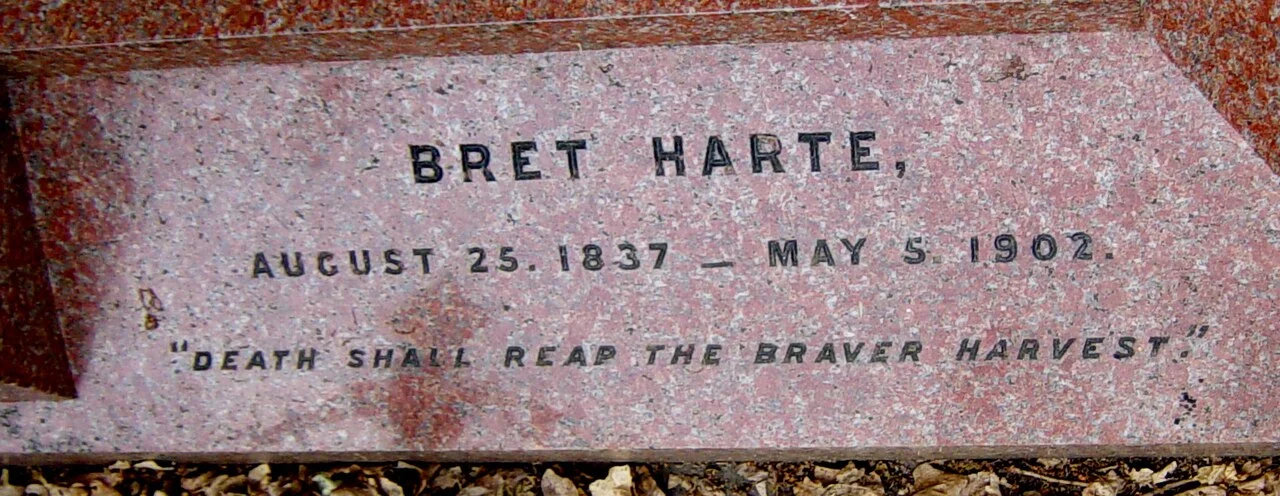 BRET HARTE,
AUGUST 25. 1837 — MAY 5. 1902.
"DEATH SHALL REAP THE BRAVER HARVEST."